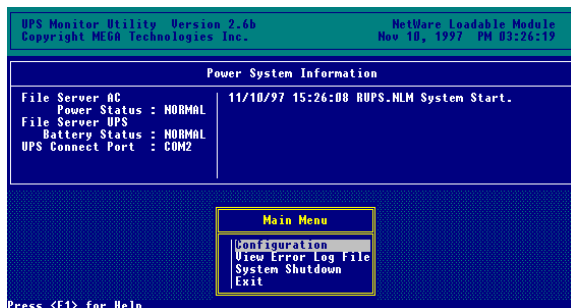 UPS Monitor Utility Version 2.6b NetWare Loadable Module
Copyright MEGA Technologies Inc. Nov 10, 1997 PM 03:26:19
Power System Information
File Server AC
Power Status : NORMAL
File Server UPS
Battery Status : NORMAL
UPS Connect Port : COM2
11/10/97 15:26:08 RUPS.NLM System Start.
Main Menu
Configuration
View Error Log File
System Shutdown
Exit
Press <F1> for Help